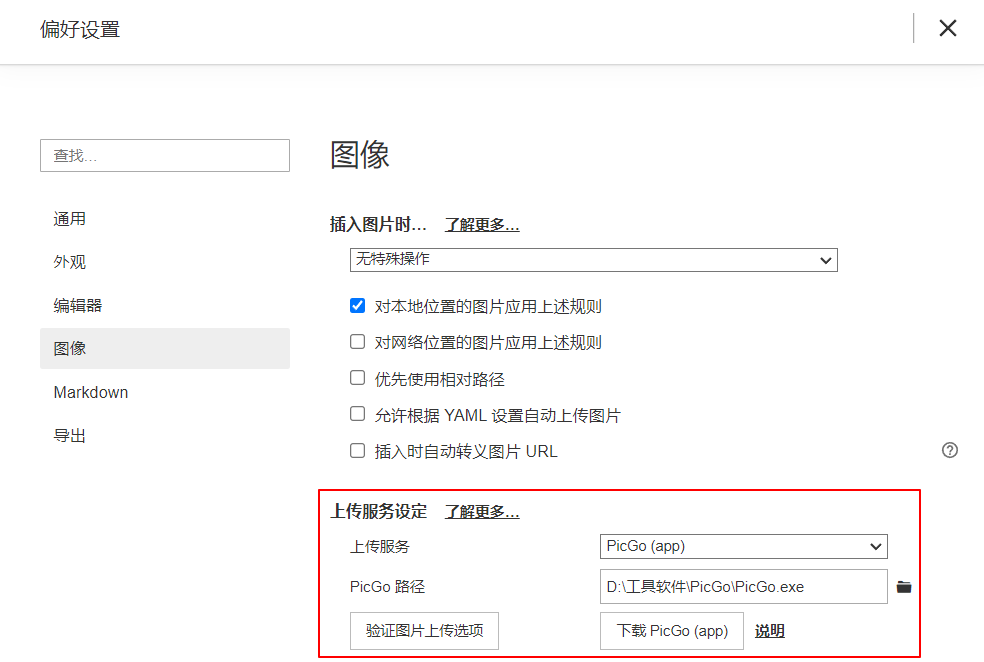 偏好设置
查找...
通用
外观
编辑器
图像
Markdown
导出
图像
插入图片时... 了解更多...
无特殊操作
对本地位置的图片应用上述规则
对网络位置的图片应用上述规则
优先使用相对路径
允许根据 YAML 设置自动上传图片
插入时自动转义图片 URL
上传服务设定 了解更多...
上传服务 PicGo (app)
PicGo 路径 D:\工具软件\PicGo\PicGo.exe
验证图片上传选项 下载 PicGo (app) 说明